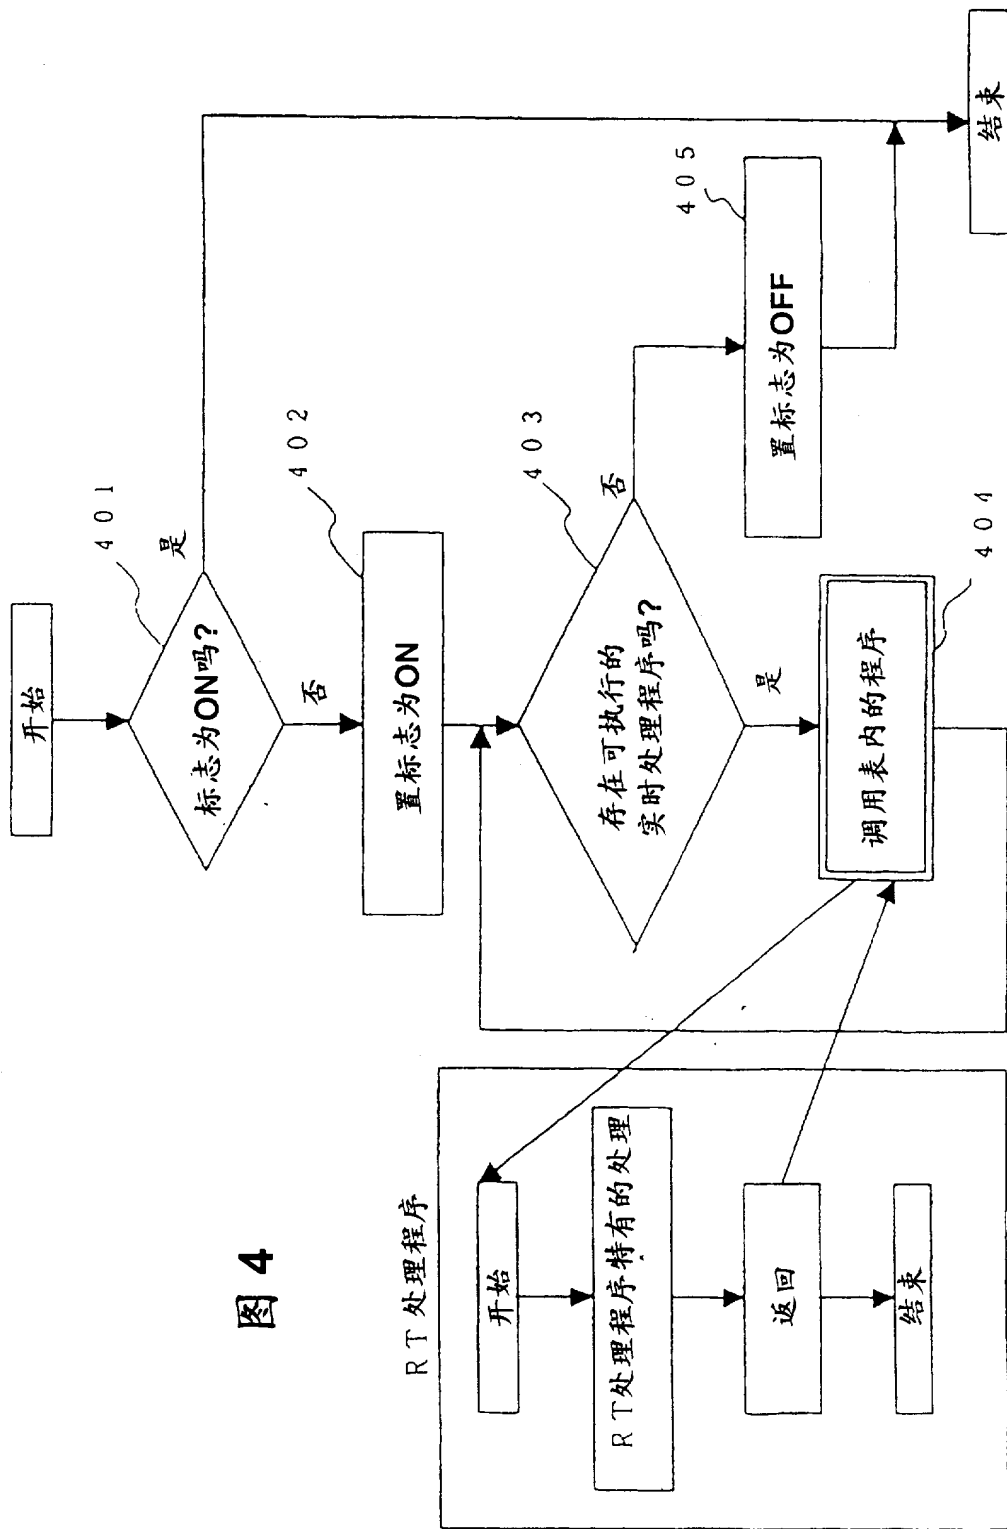 图 4
开始
401
标志为ON吗?
是
否
402
置标志为ON
403
存在可执行的
实时处理程序吗?
否
是
405
置标志为OFF
404
调用表内的程序
结束
RT处理程序
开始
RT处理程序特有的处理
返回
结束